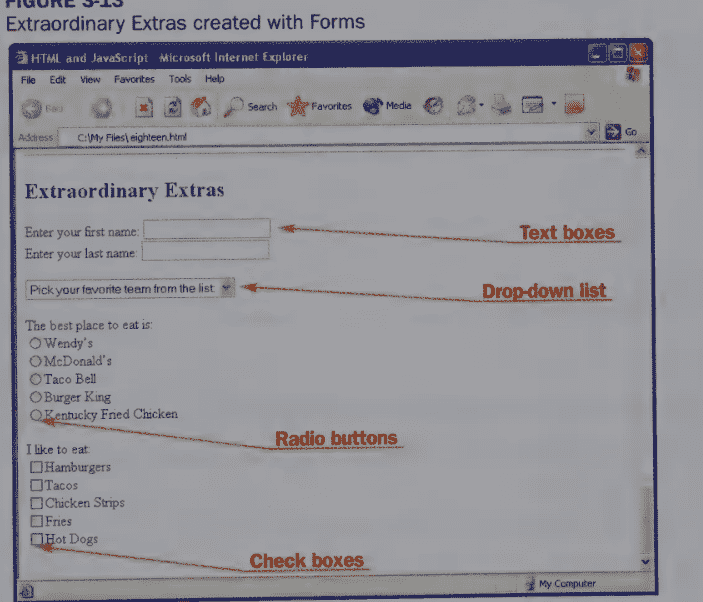 FIGURE 3-13
Extraordinary Extras created with Forms
HTML and JavaScript - Microsoft Internet Explorer
File Edit View Favorites Tools Help
Search Favorites Media
Address C:\My Files\eighteen.html Go
Extraordinary Extras
Enter your first name:
Text boxes
Enter your last name:
Pick your favorite team from the list
Drop-down list
The best place to eat is:
Wendy's
McDonald's
Taco Bell
Burger King
Kentucky Fried Chicken
Radio buttons
I like to eat:
Hamburgers
Tacos
Chicken Strips
Fries
Hot Dogs
Check boxes
My Computer